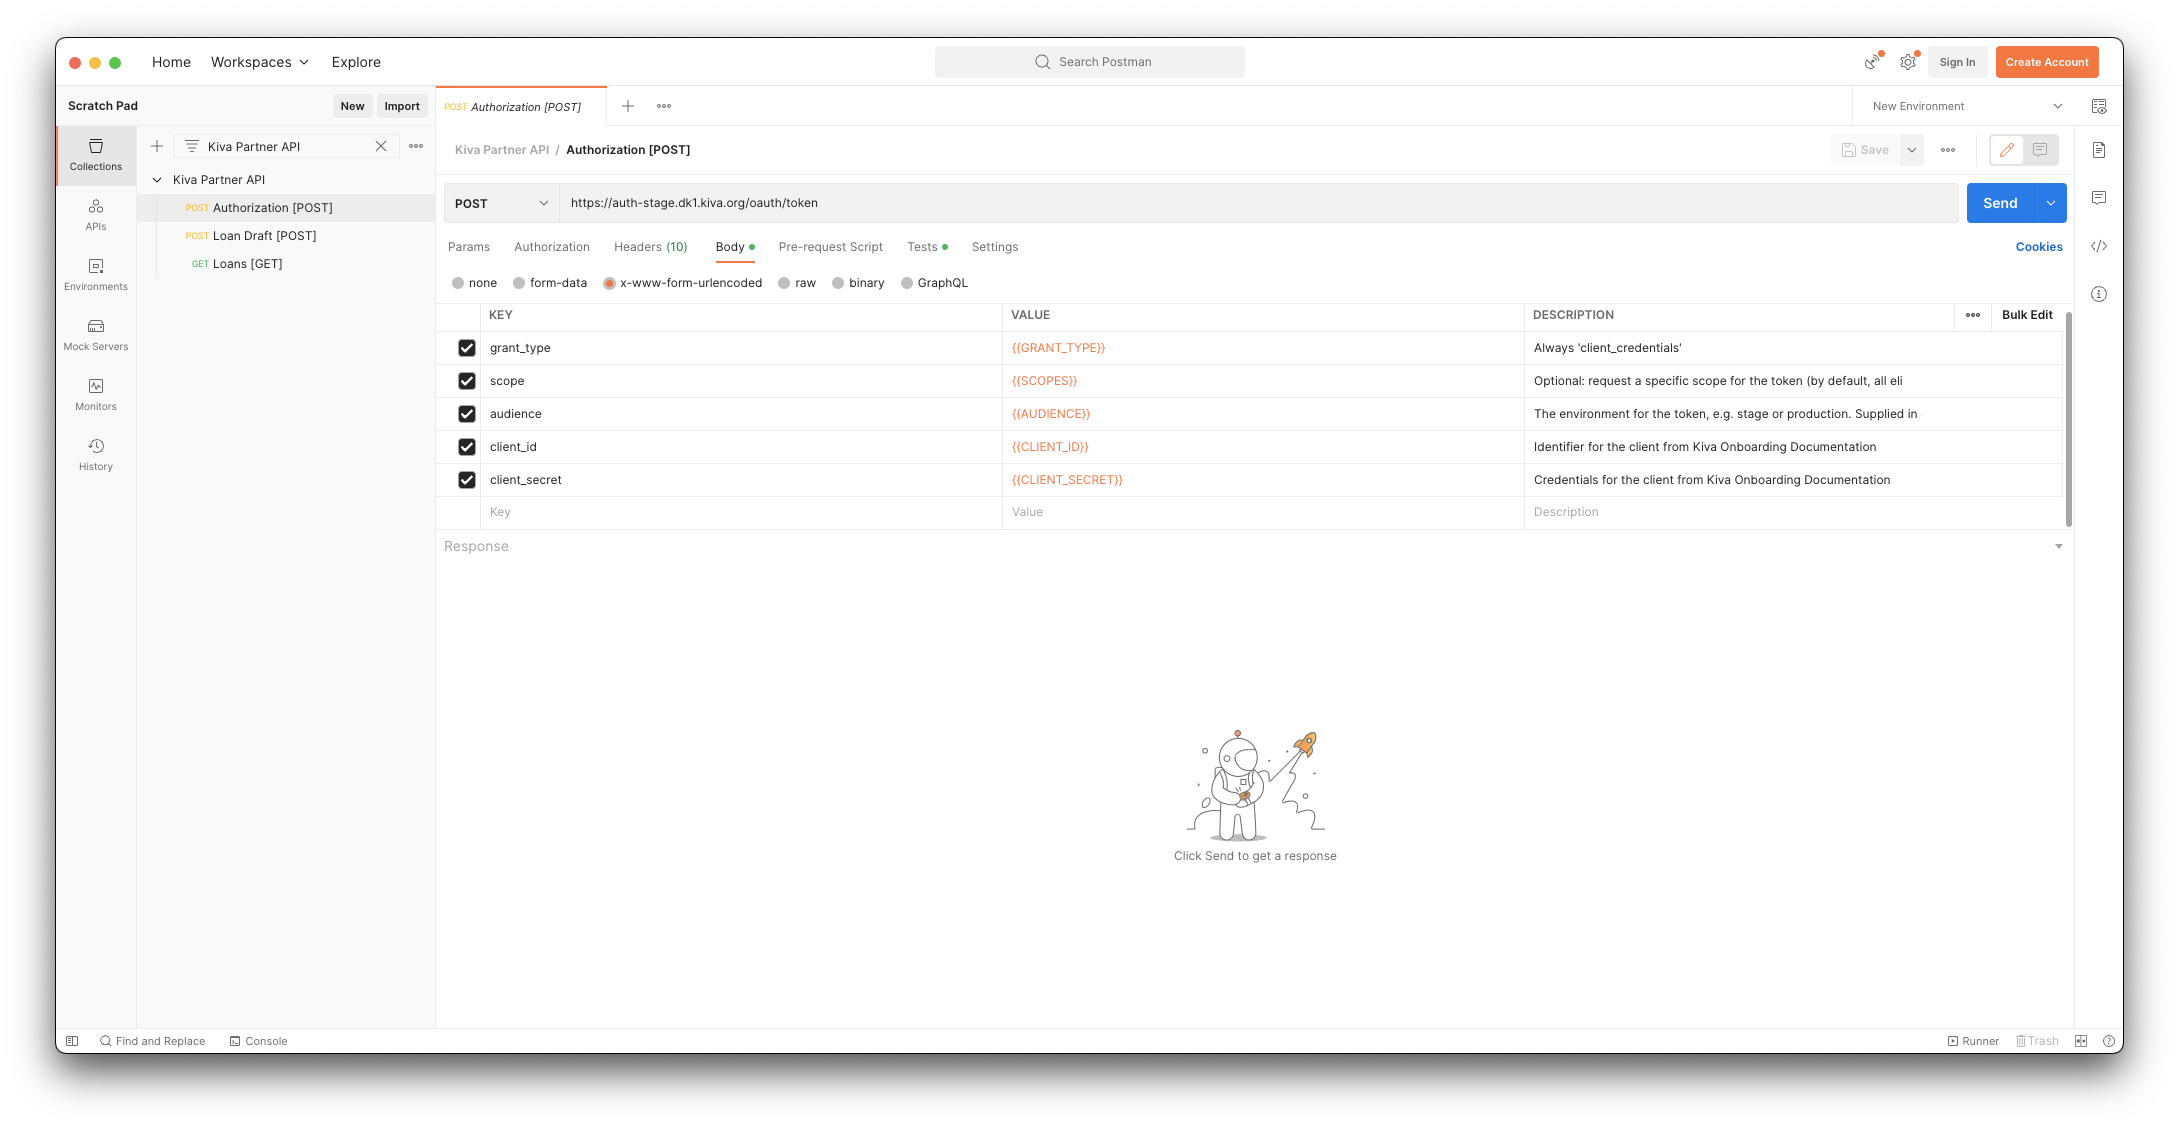 Home Workspaces Explore Search Postman Sign In Create Account
Scratch Pad New Import POST Authorization [POST] New Environment
Collections
APIs
Environments
Mock Servers
Monitors
History
Kiva Partner API
Kiva Partner API
POST Authorization [POST]
POST Loan Draft [POST]
GET Loans [GET]
Kiva Partner API / Authorization [POST] Save
POST https://auth-stage.dk1.kiva.org/oauth/token Send
Params Authorization Headers (10) Body Pre-request Script Tests Settings Cookies
none form-data x-www-form-urlencoded raw binary GraphQL
KEY VALUE DESCRIPTION Bulk Edit
grant_type {{GRANT_TYPE}} Always 'client_credentials'
scope {{SCOPES}} Optional: request a specific scope for the token (by default, all eli
audience {{AUDIENCE}} The environment for the token, e.g. stage or production. Supplied in
client_id {{CLIENT_ID}} Identifier for the client from Kiva Onboarding Documentation
client_secret {{CLIENT_SECRET}} Credentials for the client from Kiva Onboarding Documentation
Key Value Description
Response
Click Send to get a response
Find and Replace Console Runner Trash